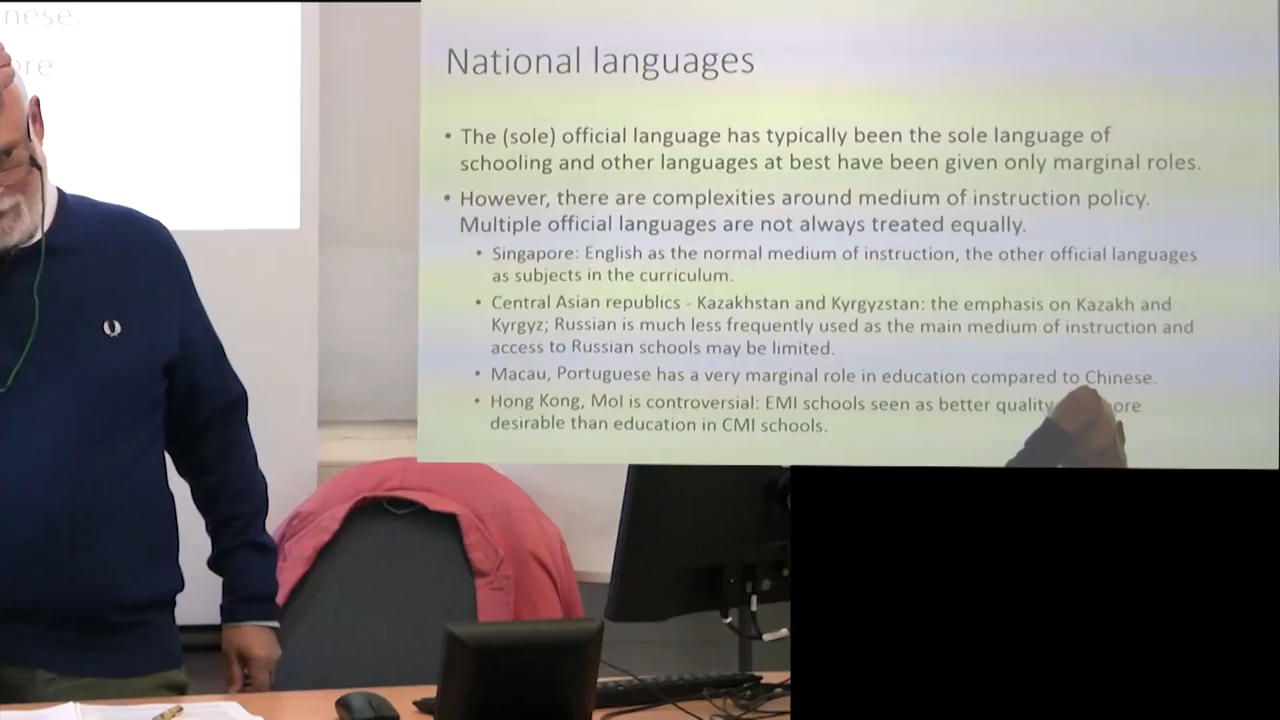 nese.
ore
National languages
• The (sole) official language has typically been the sole language of
schooling and other languages at best have been given only marginal roles.
• However, there are complexities around medium of instruction policy.
Multiple official languages are not always treated equally.
• Singapore: English as the normal medium of instruction, the other official languages
as subjects in the curriculum.
• Central Asian republics - Kazakhstan and Kyrgyzstan: the emphasis on Kazakh and
Kyrgyz; Russian is much less frequently used as the main medium of instruction and
access to Russian schools may be limited.
• Macau, Portuguese has a very marginal role in education compared to Chinese.
• Hong Kong, MoI is controversial: EMI schools seen as better quality ore
desirable than education in CMI schools.